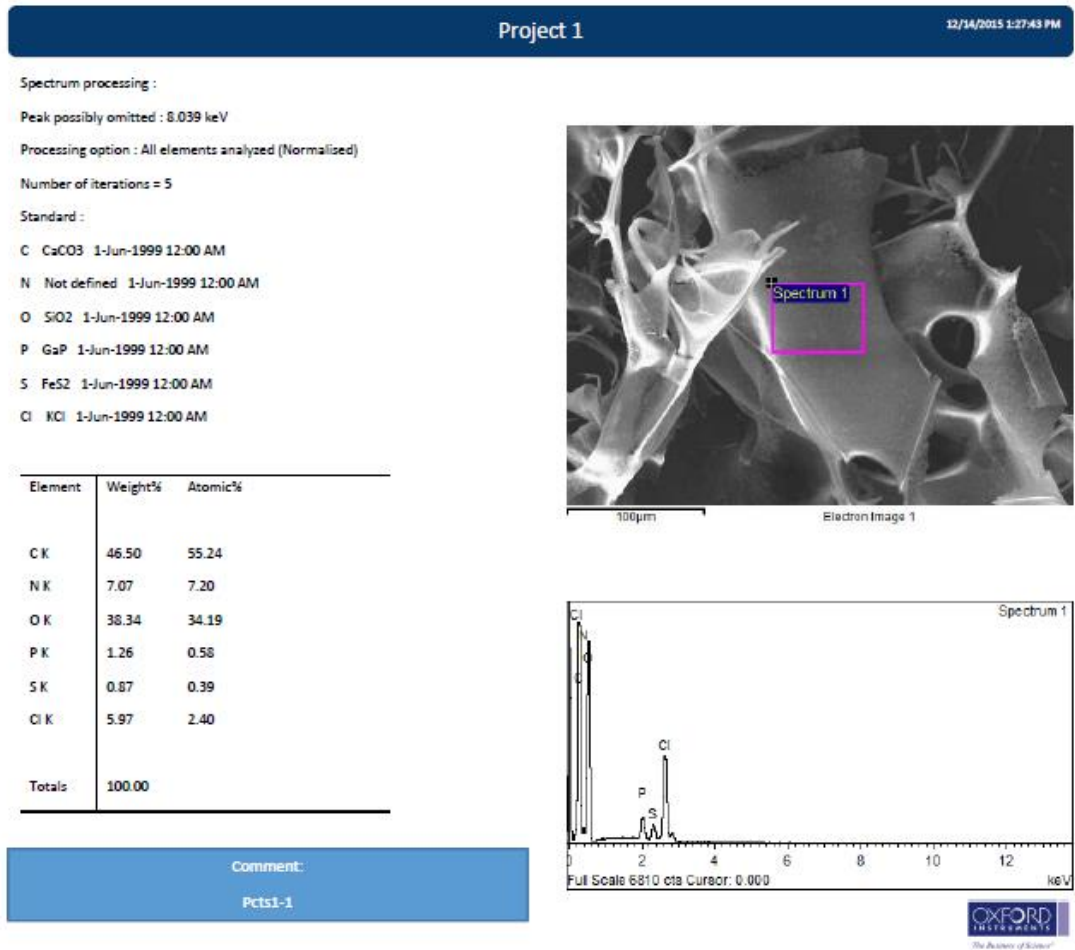 Project 1
12/14/2015 1:27:43 PM
Spectrum processing :
Peak possibly omitted : 8.039 keV
Processing option : All elements analyzed (Normalised)
Number of iterations = 5
Standard :
C CaCO3 1-Jun-1999 12:00 AM
N Not defined 1-Jun-1999 12:00 AM
O SiO2 1-Jun-1999 12:00 AM
P GaP 1-Jun-1999 12:00 AM
S FeS2 1-Jun-1999 12:00 AM
Cl KCl 1-Jun-1999 12:00 AM
Element Weight% Atomic%
C K 46.50 55.24
N K 7.07 7.20
O K 38.34 34.19
P K 1.26 0.58
S K 0.87 0.39
Cl K 5.97 2.40
Totals 100.00
Comment:
Pcts1-1
Spectrum 1
100µm Electron Image 1
Spectrum 1
Cl
N
O
C
Cl
P
S
0 2 4 6 8 10 12
Full Scale 6810 cts Cursor: 0.000 keV
OXFORD
INSTRUMENTS
The Business of Science®